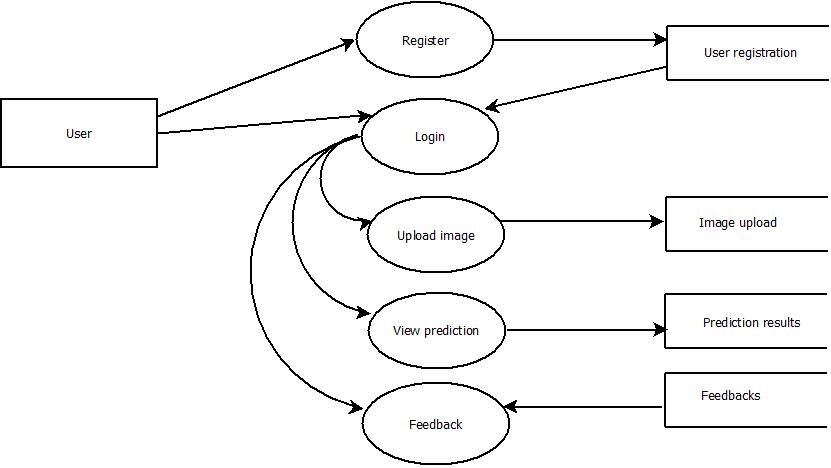 Register
User registration
User
Login
Upload image
Image upload
View prediction
Prediction results
Feedbacks
Feedback